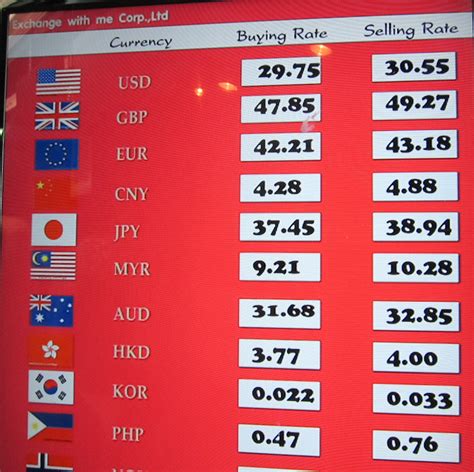 Exchange with me Corp.,Ltd
Currency Buying Rate Selling Rate
USD 29.75 30.55
GBP 47.85 49.27
EUR 42.21 43.18
CNY 4.28 4.88
JPY 37.45 38.94
MYR 9.21 10.28
AUD 31.68 32.85
HKD 3.77 4.00
KOR 0.022 0.033
PHP 0.47 0.76